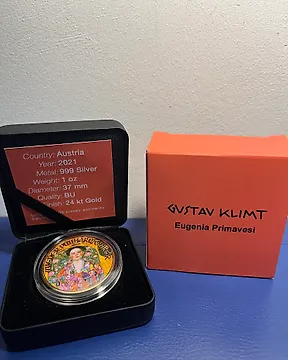 Country: Austria
Year: 2021
Metal: 999 Silver
Weight: 1 oz
Diameter: 37 mm
Quality: BU
Finish: 24 kt Gold
GUSTAV KLIMT
Eugenia Primavesi